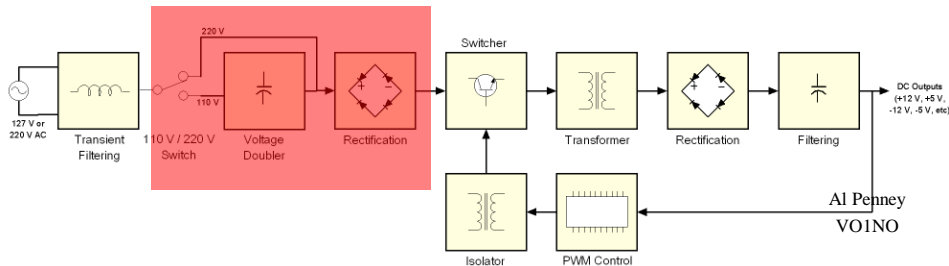 220 V
Switcher
110 V
127 V or
220 V AC
Transient
Filtering
110 V / 220 V
Switch
Voltage
Doubler
Rectification
Transformer
Rectification
Filtering
DC Outputs
(+12 V, +5 V,
-12 V, -5 V, etc)
Isolator
PWM Control
Al Penney
VO1NO